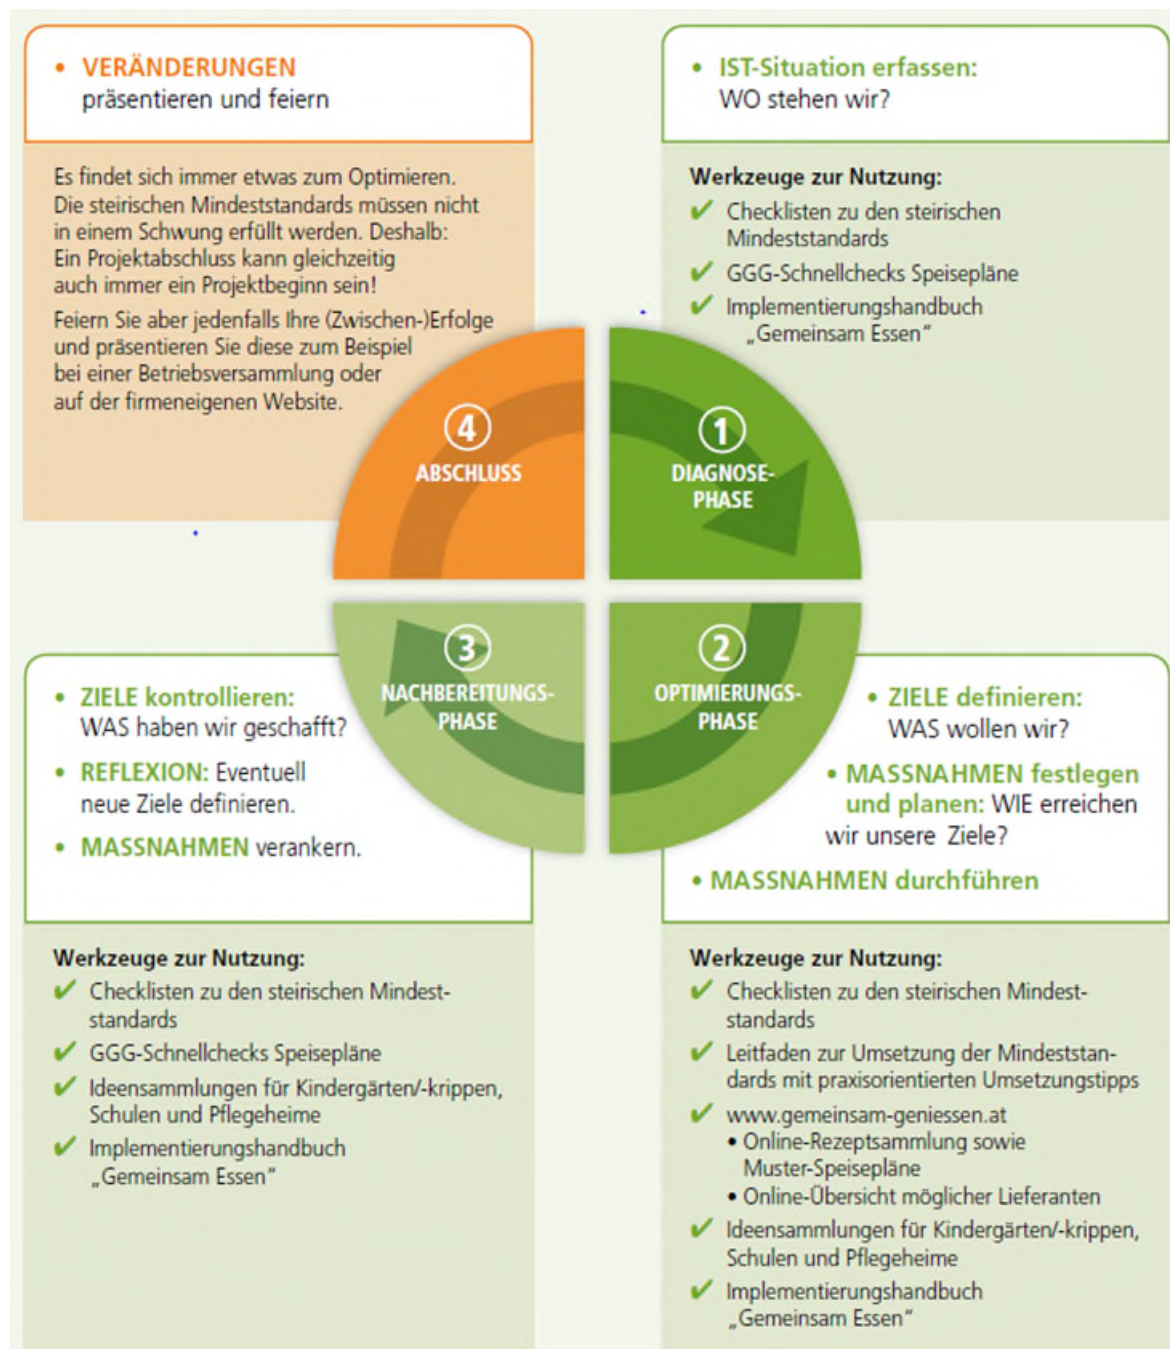 • VERÄNDERUNGEN
präsentieren und feiern
Es findet sich immer etwas zum Optimieren.
Die steirischen Mindeststandards müssen nicht
in einem Schwung erfüllt werden. Deshalb:
Ein Projektabschluss kann gleichzeitig
auch immer ein Projektbeginn sein!
Feiern Sie aber jedenfalls Ihre (Zwischen-)Erfolge
und präsentieren Sie diese zum Beispiel
bei einer Betriebsversammlung oder
auf der firmeneigenen Website.
• IST-Situation erfassen:
WO stehen wir?
Werkzeuge zur Nutzung:
✔ Checklisten zu den steirischen
Mindeststandards
✔ GGG-Schnellchecks Speisepläne
✔ Implementierungshandbuch
„Gemeinsam Essen“
4
ABSCHLUSS
1
DIAGNOSE-
PHASE
3
NACHBEREITUNGS-
PHASE
2
OPTIMIERUNGS-
PHASE
• ZIELE kontrollieren:
WAS haben wir geschafft?
• REFLEXION: Eventuell
neue Ziele definieren.
• MASSNAHMEN verankern.
Werkzeuge zur Nutzung:
✔ Checklisten zu den steirischen Mindest-
standards
✔ GGG-Schnellchecks Speisepläne
✔ Ideensammlungen für Kindergärten/-krippen,
Schulen und Pflegeheime
✔ Implementierungshandbuch
„Gemeinsam Essen“
• ZIELE definieren:
WAS wollen wir?
• MASSNAHMEN festlegen
und planen: WIE erreichen
wir unsere Ziele?
• MASSNAHMEN durchführen
Werkzeuge zur Nutzung:
✔ Checklisten zu den steirischen Mindest-
standards
✔ Leitfaden zur Umsetzung der Mindeststan-
dards mit praxisorientierten Umsetzungstipps
✔ www.gemeinsam-geniessen.at
• Online-Rezeptsammlung sowie
Muster-Speisepläne
• Online-Übersicht möglicher Lieferanten
✔ Ideensammlungen für Kindergärten/-krippen,
Schulen und Pflegeheime
✔ Implementierungshandbuch
„Gemeinsam Essen“